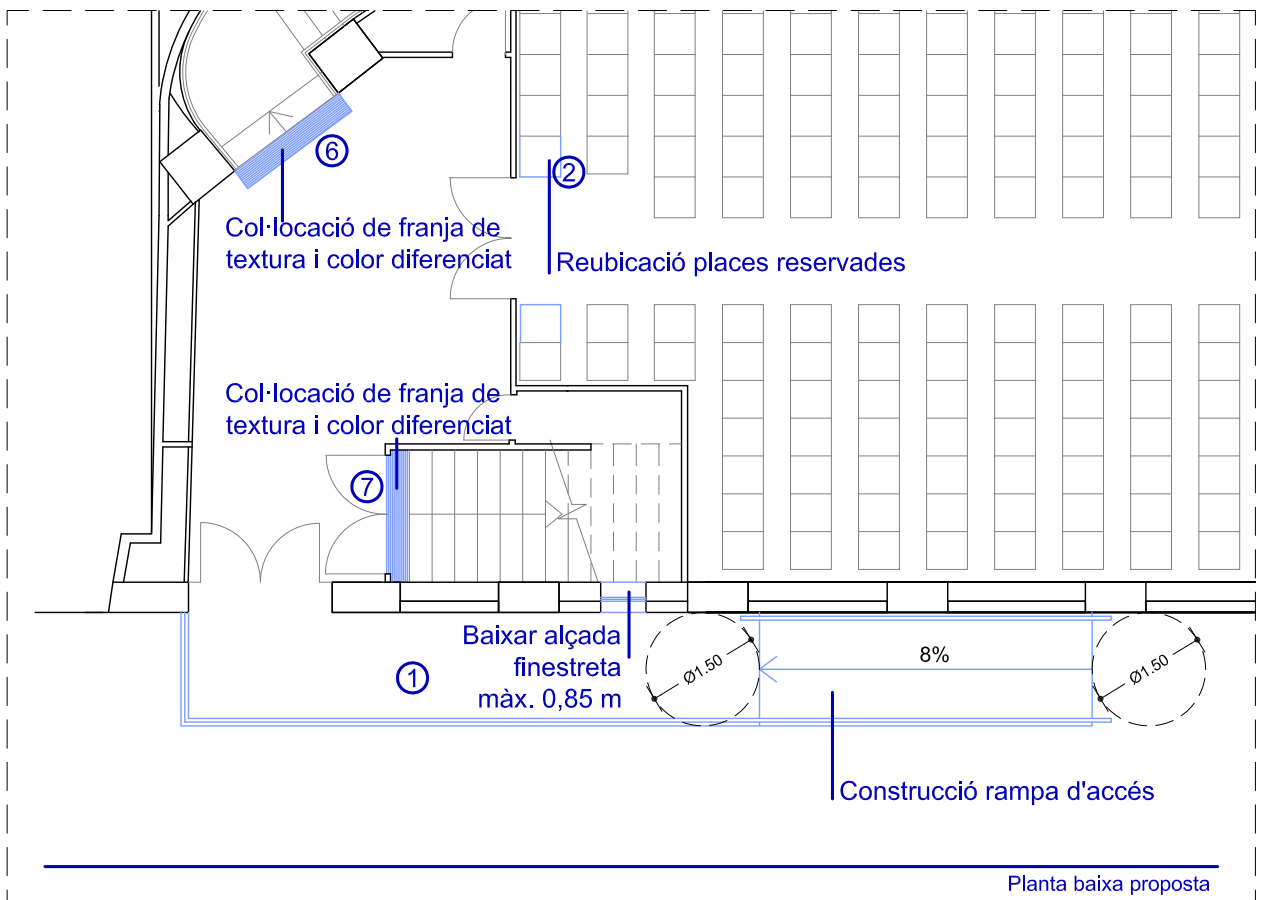 6
2
Col·locació de franja de
textura i color diferenciat
Reubicació places reservades
Col·locació de franja de
textura i color diferenciat
7
Baixar alçada
finestreta
màx. 0,85 m
1
Ø1.50
8%
Ø1.50
Construcció rampa d'accés
Planta baixa proposta